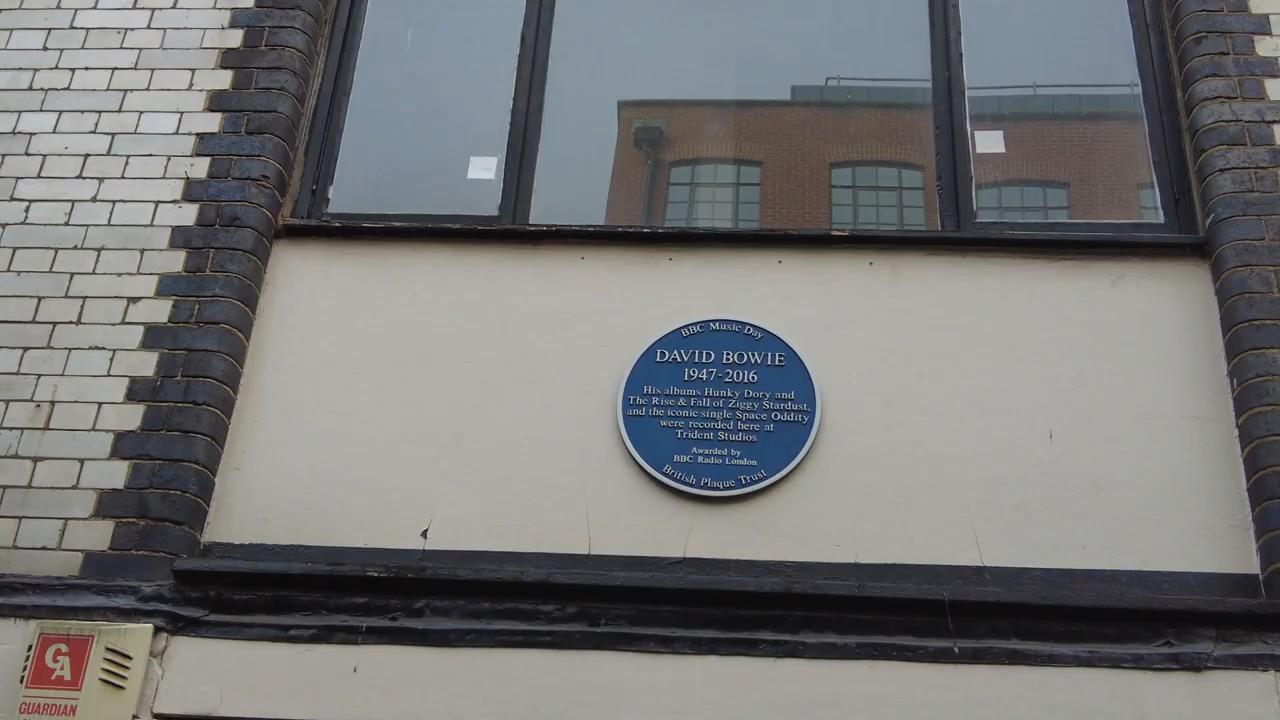 BBC Music Day
DAVID BOWIE
1947-2016
His albums Hunky Dory and
The Rise & Fall of Ziggy Stardust,
and the iconic single Space Oddity
were recorded here at
Trident Studios
Awarded by
BBC Radio London
British Plaque Trust
GA
GUARDIAN